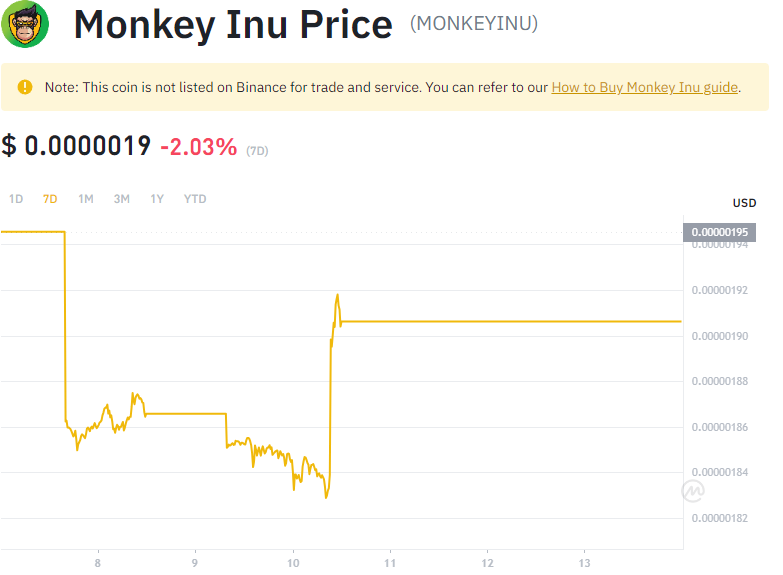 Monkey Inu Price (MONKEYINU)
Note: This coin is not listed on Binance for trade and service. You can refer to our How to Buy Monkey Inu guide.
$ 0.0000019 -2.03% (7D)
1D 7D 1M 3M 1Y YTD
USD
0.00000195
0.00000194
0.00000192
0.00000190
0.00000188
0.00000186
0.00000184
0.00000182
8 9 10 11 12 13